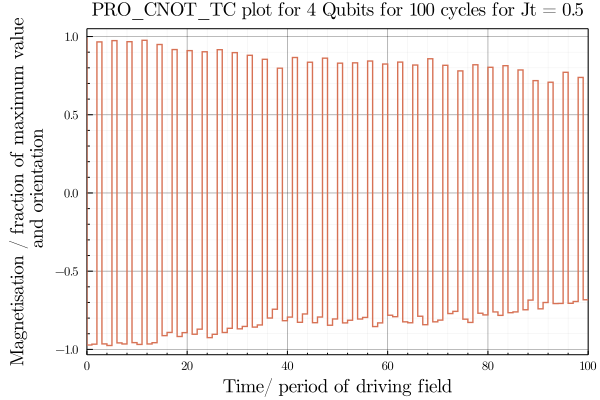 PRO_CNOT_TC plot for 4 Qubits for 100 cycles for Jt = 0.5
Magnetisation / fraction of maximum value
and orientation
1.0
0.5
0.0
−0.5
−1.0
0 20 40 60 80 100
Time/ period of driving field